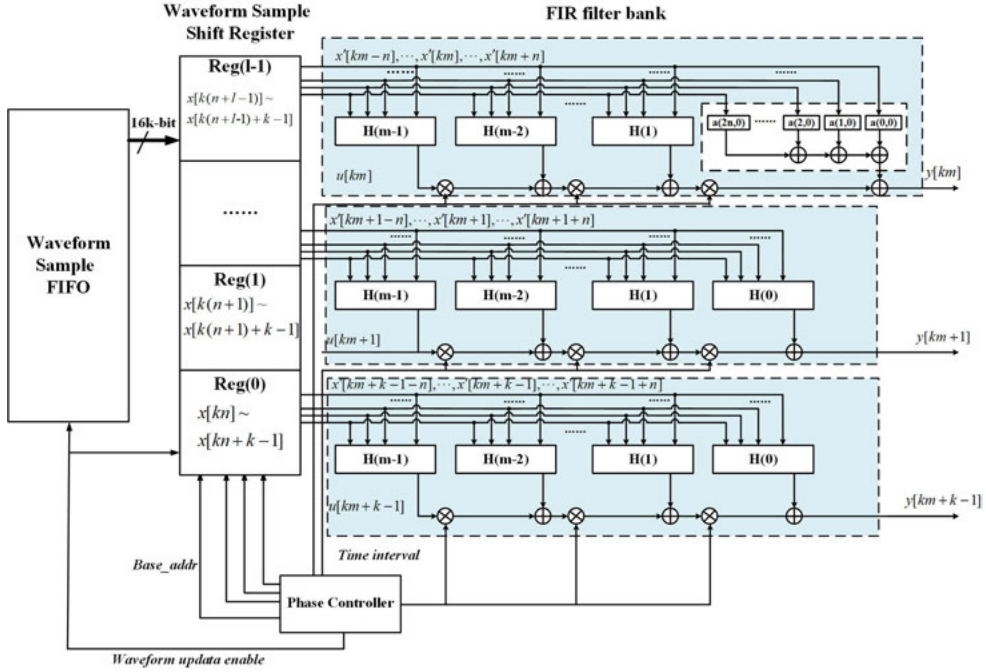 Waveform Sample
Shift Register
FIR filter bank
Waveform
Sample
FIFO
16k-bit
Reg(l-1)
x[k(n+l−1)] ~
x[k(n+l-1)+k−1]
......
Reg(1)
x[k(n+1)] ~
x[k(n+1)+k−1]
Reg(0)
x[kn] ~
x[kn+k−1]
x'[km−n],⋯,x'[km],⋯,x'[km+n]
......
......
......
H(m-1)
H(m-2)
H(1)
a(2n,0)
......
a(2,0)
a(1,0)
a(0,0)
u[km]
y[km]
x'[km+1−n],⋯,x'[km+1],⋯,x'[km+1+n]
......
......
......
......
H(m-1)
H(m-2)
H(1)
H(0)
u[km+1]
y[km+1]
x'[km+k−1−n],⋯,x'[km+k−1],⋯,x'[km+k−1+n]
......
......
......
......
H(m-1)
H(m-2)
H(1)
H(0)
u[km+k−1]
y[km+k−1]
Time interval
Base_addr
Phase Controller
Waveform updata enable